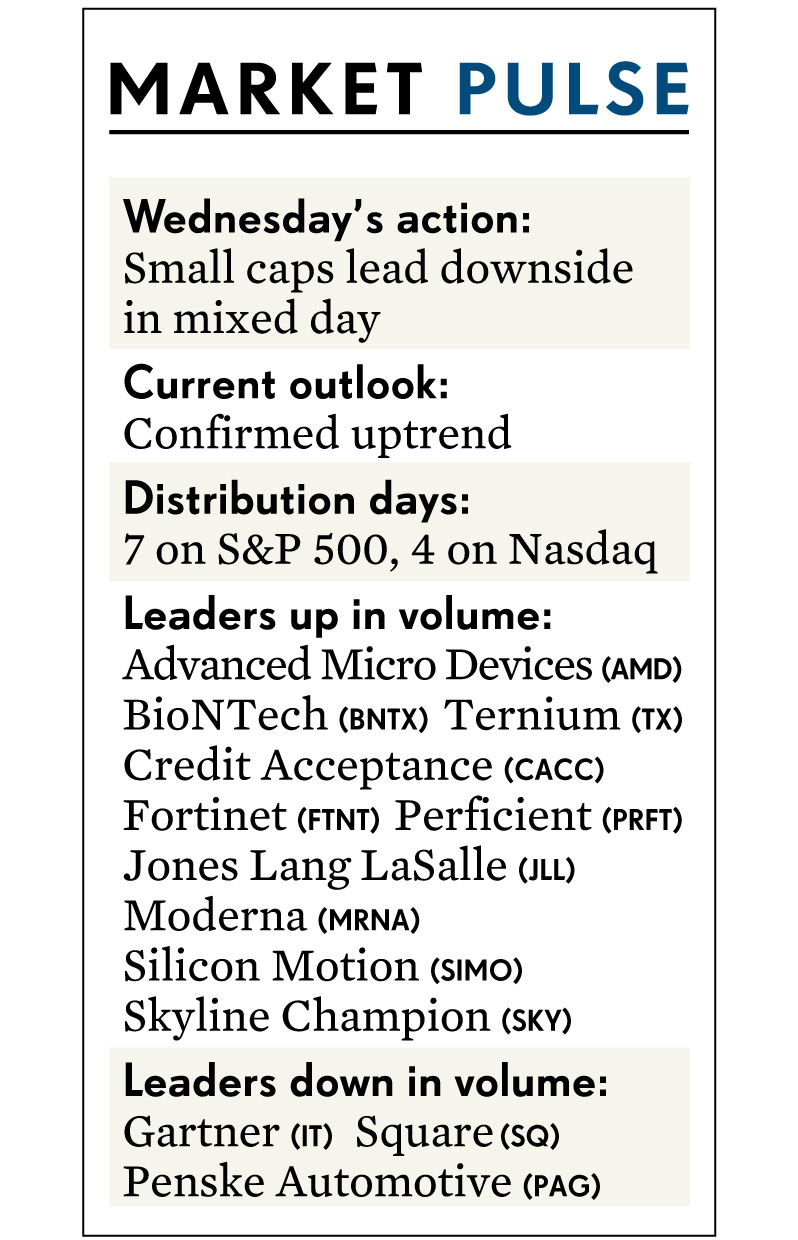 MARKET PULSE
Wednesday’s action:
Small caps lead downside
in mixed day
Current outlook:
Confirmed uptrend
Distribution days:
7 on S&P 500, 4 on Nasdaq
Leaders up in volume:
Advanced Micro Devices (AMD)
BioNTech (BNTX) Ternium (TX)
Credit Acceptance (CACC)
Fortinet (FTNT) Perficient (PRFT)
Jones Lang LaSalle (JLL)
Moderna (MRNA)
Silicon Motion (SIMO)
Skyline Champion (SKY)
Leaders down in volume:
Gartner (IT) Square (SQ)
Penske Automotive (PAG)